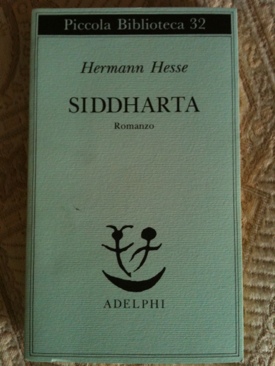 Piccola Biblioteca 32
Hermann Hesse
SIDDHARTA
Romanzo
ADELPHI